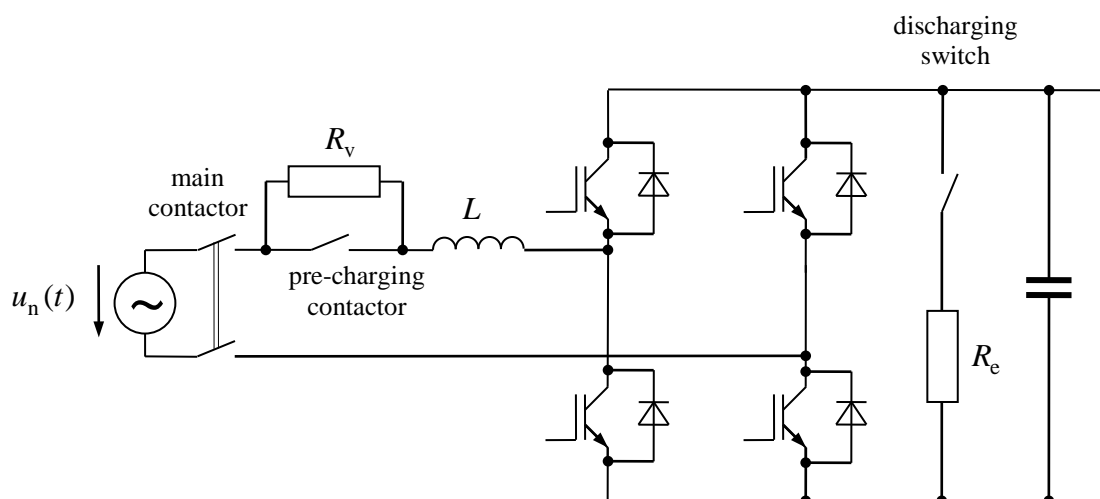 discharging
switch
R_v
main
contactor
L
pre-charging
contactor
u_n(t)
~
R_e